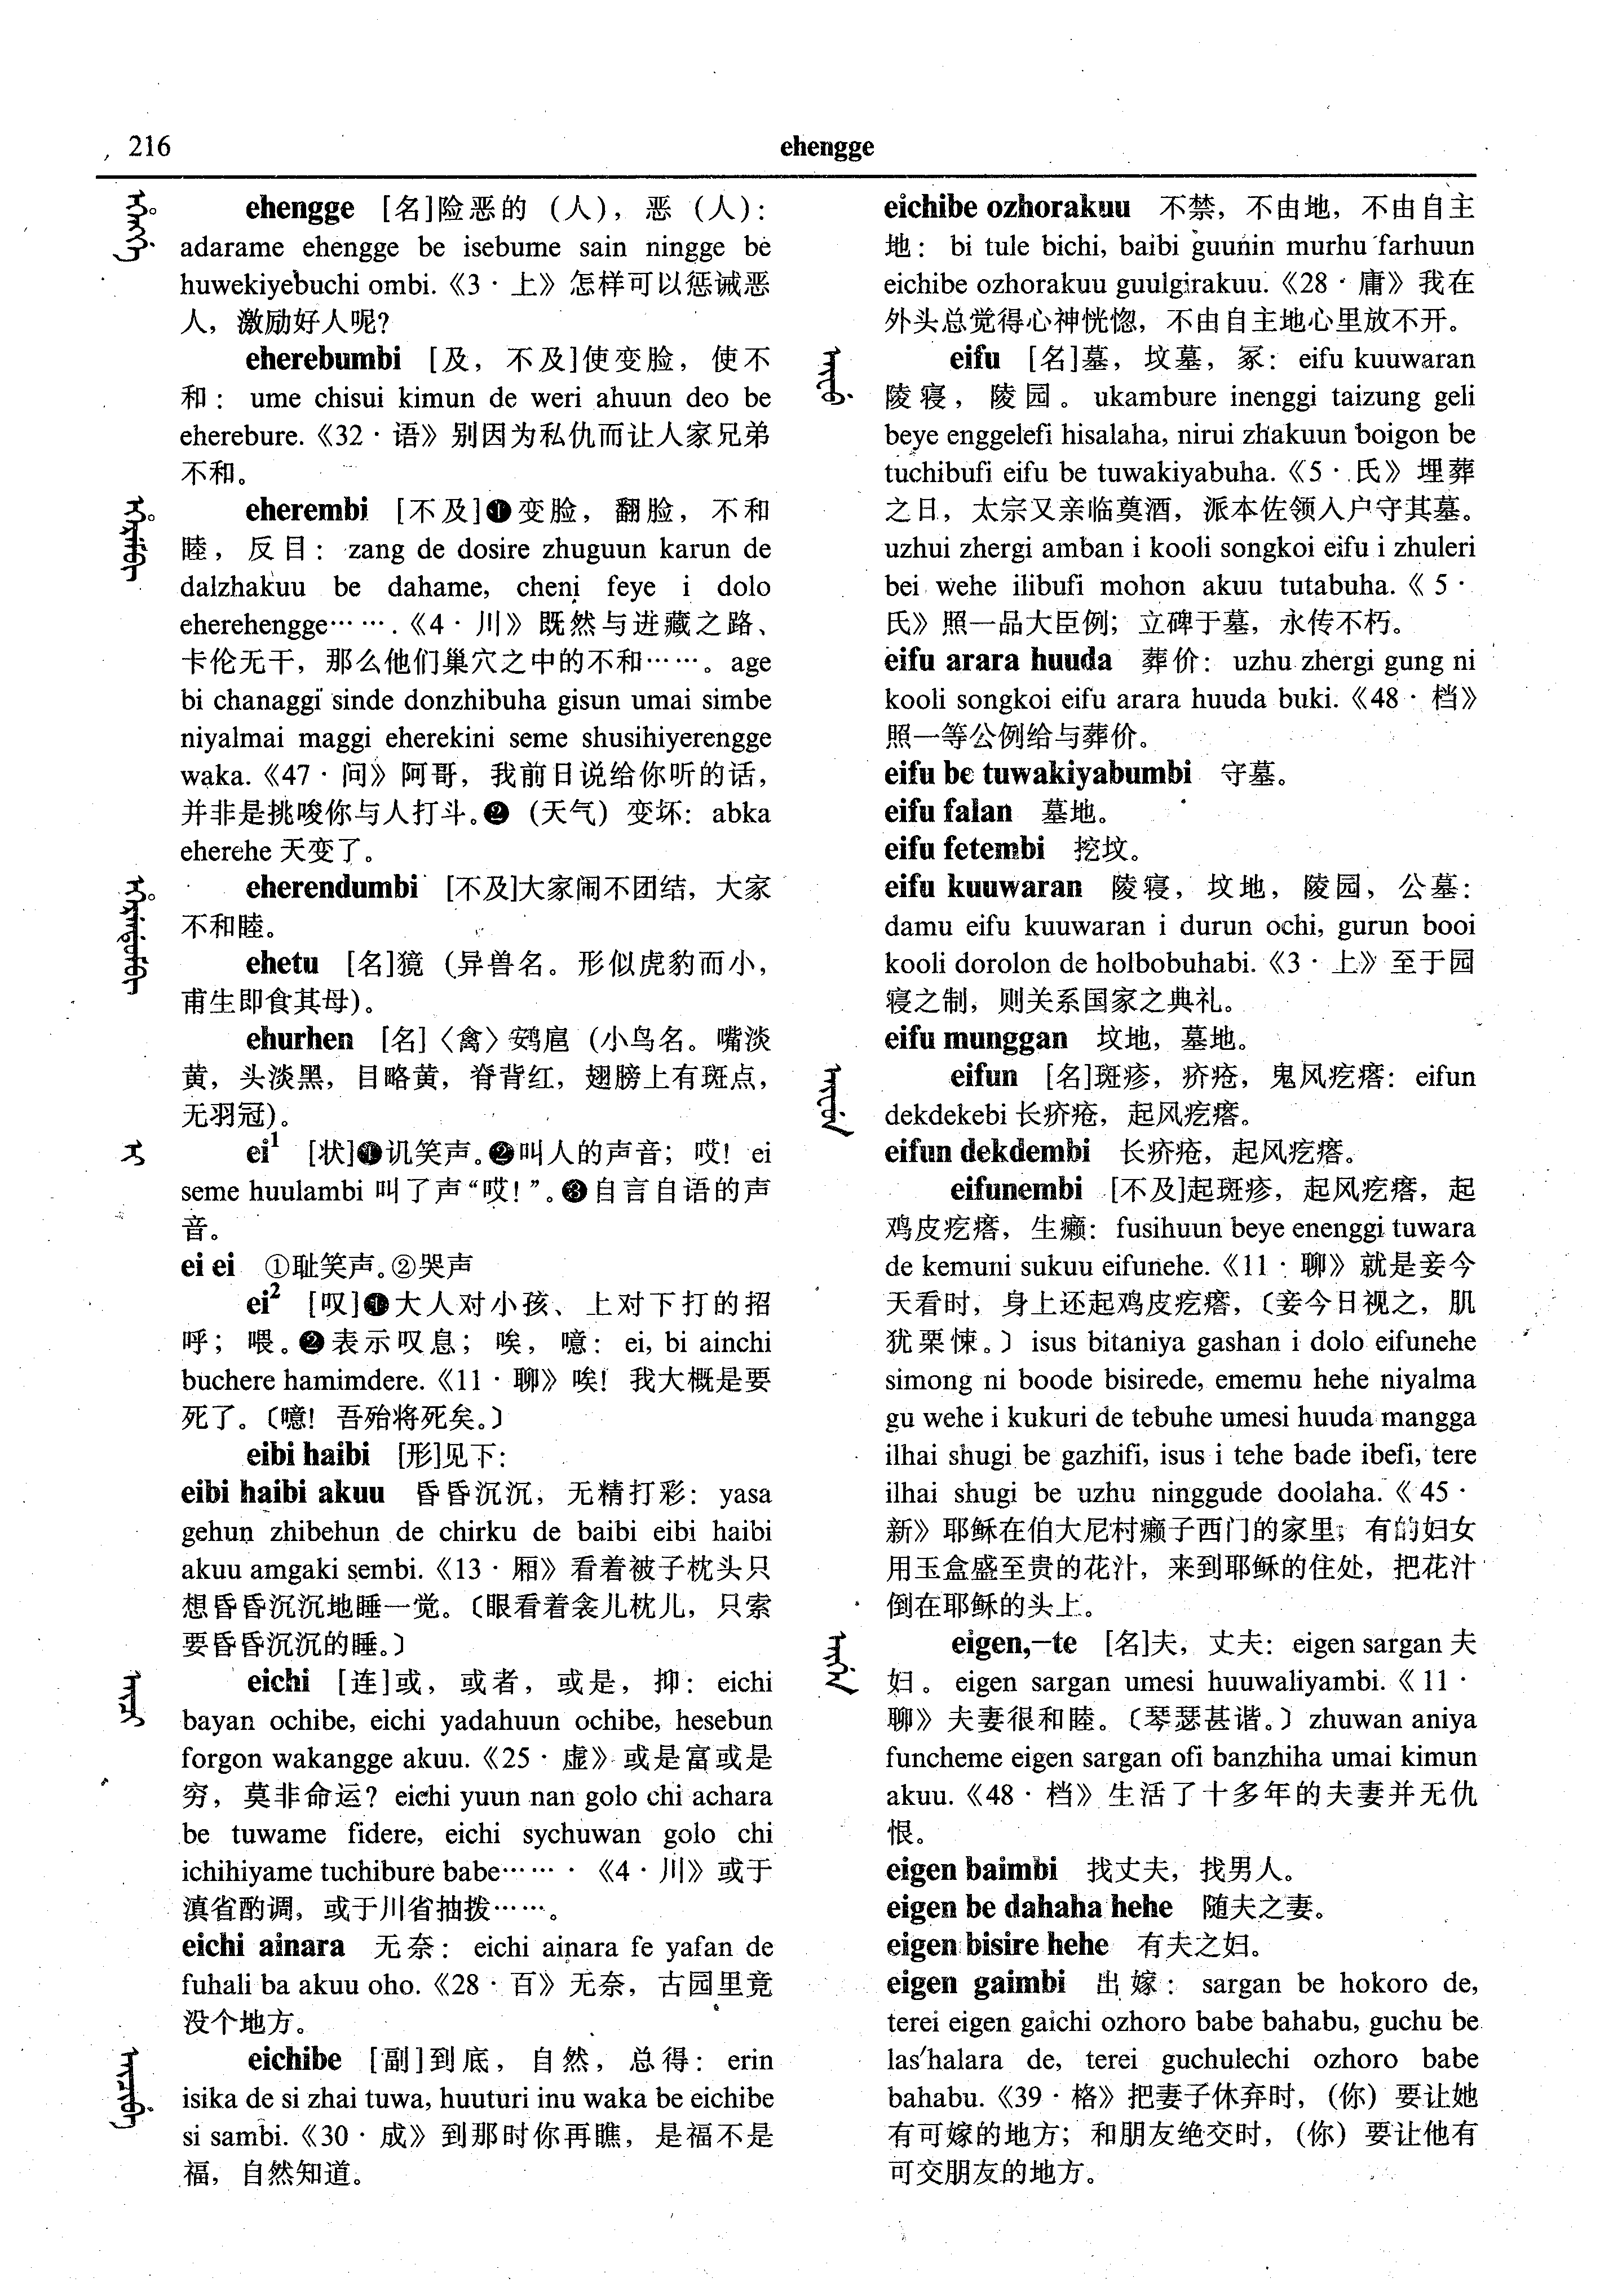 216
ehengge
ehengge [名]险恶的（人），恶（人）：
adarame ehengge be isebume sain ningge be
huwekiyebuchi ombi.《3·上》怎样可以惩诫恶
人，激励好人呢?
eherebumbi [及，不及]使变脸，使不
和： ume chisui kimun de weri ahuun deo be
eherebure.《32·语》别因为私仇而让人家兄弟
不和。
eherembi [不及]❶变脸，翻脸，不和
睦，反目： zang de dosire zhuguun karun de
dalzhakuu be dahame, cheni feye i dolo
eherehengge…….《4·川》既然与进藏之路、
卡伦无干，那么他们巢穴之中的不和……。age
bi chanaggi sinde donzhibuha gisun umai simbe
niyalmai maggi eherekini seme shusihiyerengge
waka.《47·问》阿哥，我前日说给你听的话，
并非是挑唆你与人打斗。❷（天气）变坏：abka
eherehe 天变了。
eherendumbi [不及]大家闹不团结，大家
不和睦。
ehetu [名]獍（异兽名。形似虎豹而小，
甫生即食其母）。
ehurhen [名]〈禽〉䴔鳸（小鸟名。嘴淡
黄，头淡黑，目略黄，脊背红，翅膀上有斑点，
无羽冠）。
ei¹ [状]❶讥笑声。❷叫人的声音；哎！ei
seme huulambi 叫了声“哎！”。❸自言自语的声
音。
ei ei ①耻笑声。②哭声
ei² [叹]❶大人对小孩、上对下打的招
呼；喂。❷表示叹息；唉，噫：ei, bi ainchi
buchere hamimdere.《11·聊》唉！我大概是要
死了。〔噫！吾殆将死矣。〕
eibi haibi [形]见下：
eibi haibi akuu 昏昏沉沉，无精打彩：yasa
gehun zhibehun de chirku de baibi eibi haibi
akuu amgaki sembi.《13·厢》看着被子枕头只
想昏昏沉沉地睡一觉。〔眼看着衾儿枕儿，只索
要昏昏沉沉的睡。〕
eichi [连]或，或者，或是，抑：eichi
bayan ochibe, eichi yadahuun ochibe, hesebun
forgon wakangge akuu.《25·虚》或是富或是
穷，莫非命运？eichi yuun nan golo chi achara
be tuwame fidere, eichi sychuwan golo chi
ichihiyame tuchibure babe…….《4·川》或于
滇省酌调，或于川省抽拨……。
eichi ainara 无奈：eichi ainara fe yafan de
fuhali ba akuu oho.《28·百》无奈，古园里竟
没个地方。
eichibe [副]到底，自然，总得：erin
isika de si zhai tuwa, huuturi inu waka be eichibe
si sambi.《30·成》到那时你再瞧，是福不是
福，自然知道。
eichibe ozhorakuu 不禁，不由地，不由自主
地：bi tule bichi, baibi guunin murhu farhuun
eichibe ozhorakuu guulgirakuu.《28·庸》我在
外头总觉得心神恍惚，不由自主地心里放不开。
eifu [名]墓，坟墓，冢：eifu kuuwaran
陵寝，陵园。ukambure inenggi taizung geli
beye enggelefi hisalaha, nirui zhakuun boigon be
tuchibufi eifu be tuwakiyabuha.《5·氏》埋葬
之日，太宗又亲临奠酒，派本佐领人户守其墓。
uzhui zhergi amban i kooli songkoi eifu i zhuleri
bei wehe ilibufi mohon akuu tutabuha.《5·
氏》照一品大臣例；立碑于墓，永传不朽。
eifu arara huuda 葬价：uzhu zhergi gung ni
kooli songkoi eifu arara huuda buki.《48·档》
照一等公例给与葬价。
eifu be tuwakiyabumbi 守墓。
eifu falan 墓地。
eifu fetembi 挖坟。
eifu kuuwaran 陵寝，坟地，陵园，公墓：
damu eifu kuuwaran i durun ochi, gurun booi
kooli dorolon de holbobuhabi.《3·上》至于园
寝之制，则关系国家之典礼。
eifu munggan 坟地，墓地。
eifun [名]斑疹，疥疮，鬼风疙瘩：eifun
dekdekebi 长疥疮，起风疙瘩。
eifun dekdembi 长疥疮，起风疙瘩。
eifunembi [不及]起斑疹，起风疙瘩，起
鸡皮疙瘩，生癞：fusihuun beye enenggi tuwara
de kemuni sukuu eifunehe.《11·聊》就是妾今
天看时，身上还起鸡皮疙瘩，〔妾今日视之，肌
犹栗悚。〕isus bitaniya gashan i dolo eifunehe
simong ni boode bisirede, ememu hehe niyalma
gu wehe i kukuri de tebuhe umesi huuda mangga
ilhai shugi be gazhifi, isus i tehe bade ibefi, tere
ilhai shugi be uzhu ninggude doolaha.《45·
新》耶稣在伯大尼村癞子西门的家里；有的妇女
用玉盒盛至贵的花汁，来到耶稣的住处，把花汁
倒在耶稣的头上。
eigen,-te [名]夫，丈夫：eigen sargan 夫
妇。eigen sargan umesi huuwaliyambi.《11·
聊》夫妻很和睦。〔琴瑟甚谐。〕zhuwan aniya
funcheme eigen sargan ofi banzhiha umai kimun
akuu.《48·档》生活了十多年的夫妻并无仇
恨。
eigen baimbi 找丈夫，找男人。
eigen be dahaha hehe 随夫之妻。
eigen bisire hehe 有夫之妇。
eigen gaimbi 出嫁：sargan be hokoro de,
terei eigen gaichi ozhoro babe bahabu, guchu be
las'halara de, terei guchulechi ozhoro babe
bahabu.《39·格》把妻子休弃时，（你）要让她
有可嫁的地方；和朋友绝交时，（你）要让他有
可交朋友的地方。